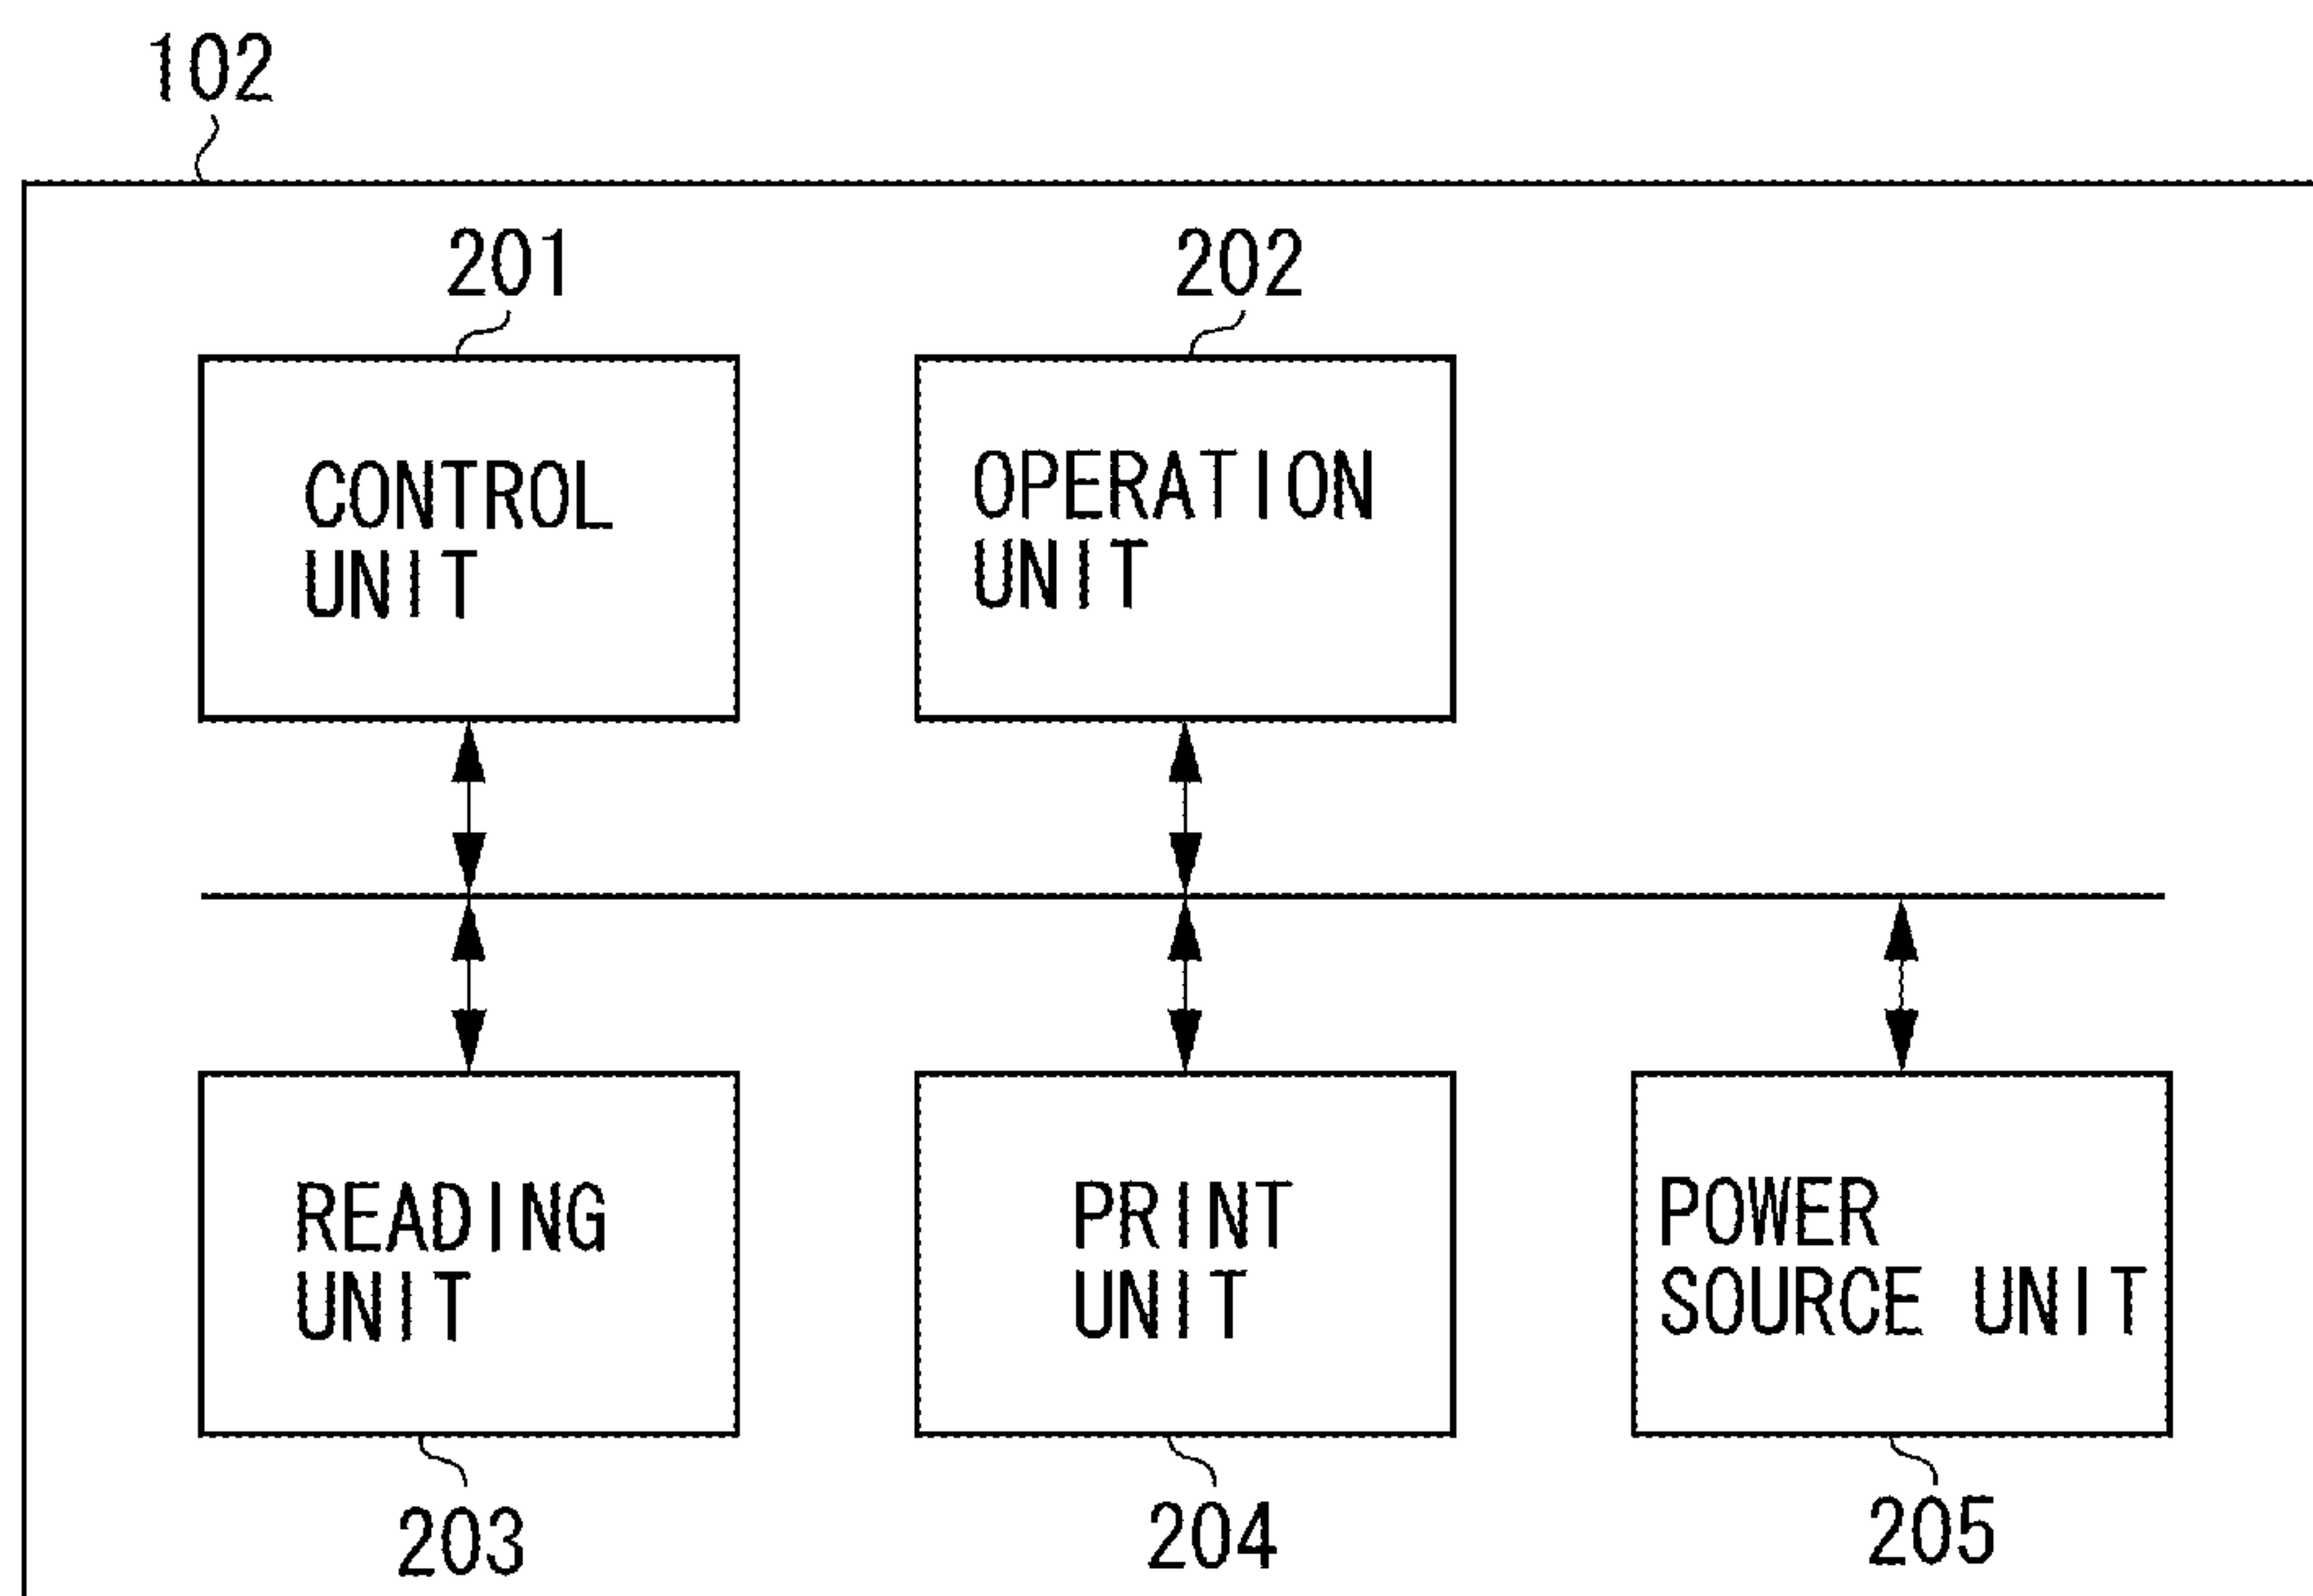 102
201
202
CONTROL
UNIT
OPERATION
UNIT
READING
UNIT
PRINT
UNIT
POWER
SOURCE UNIT
203
204
205